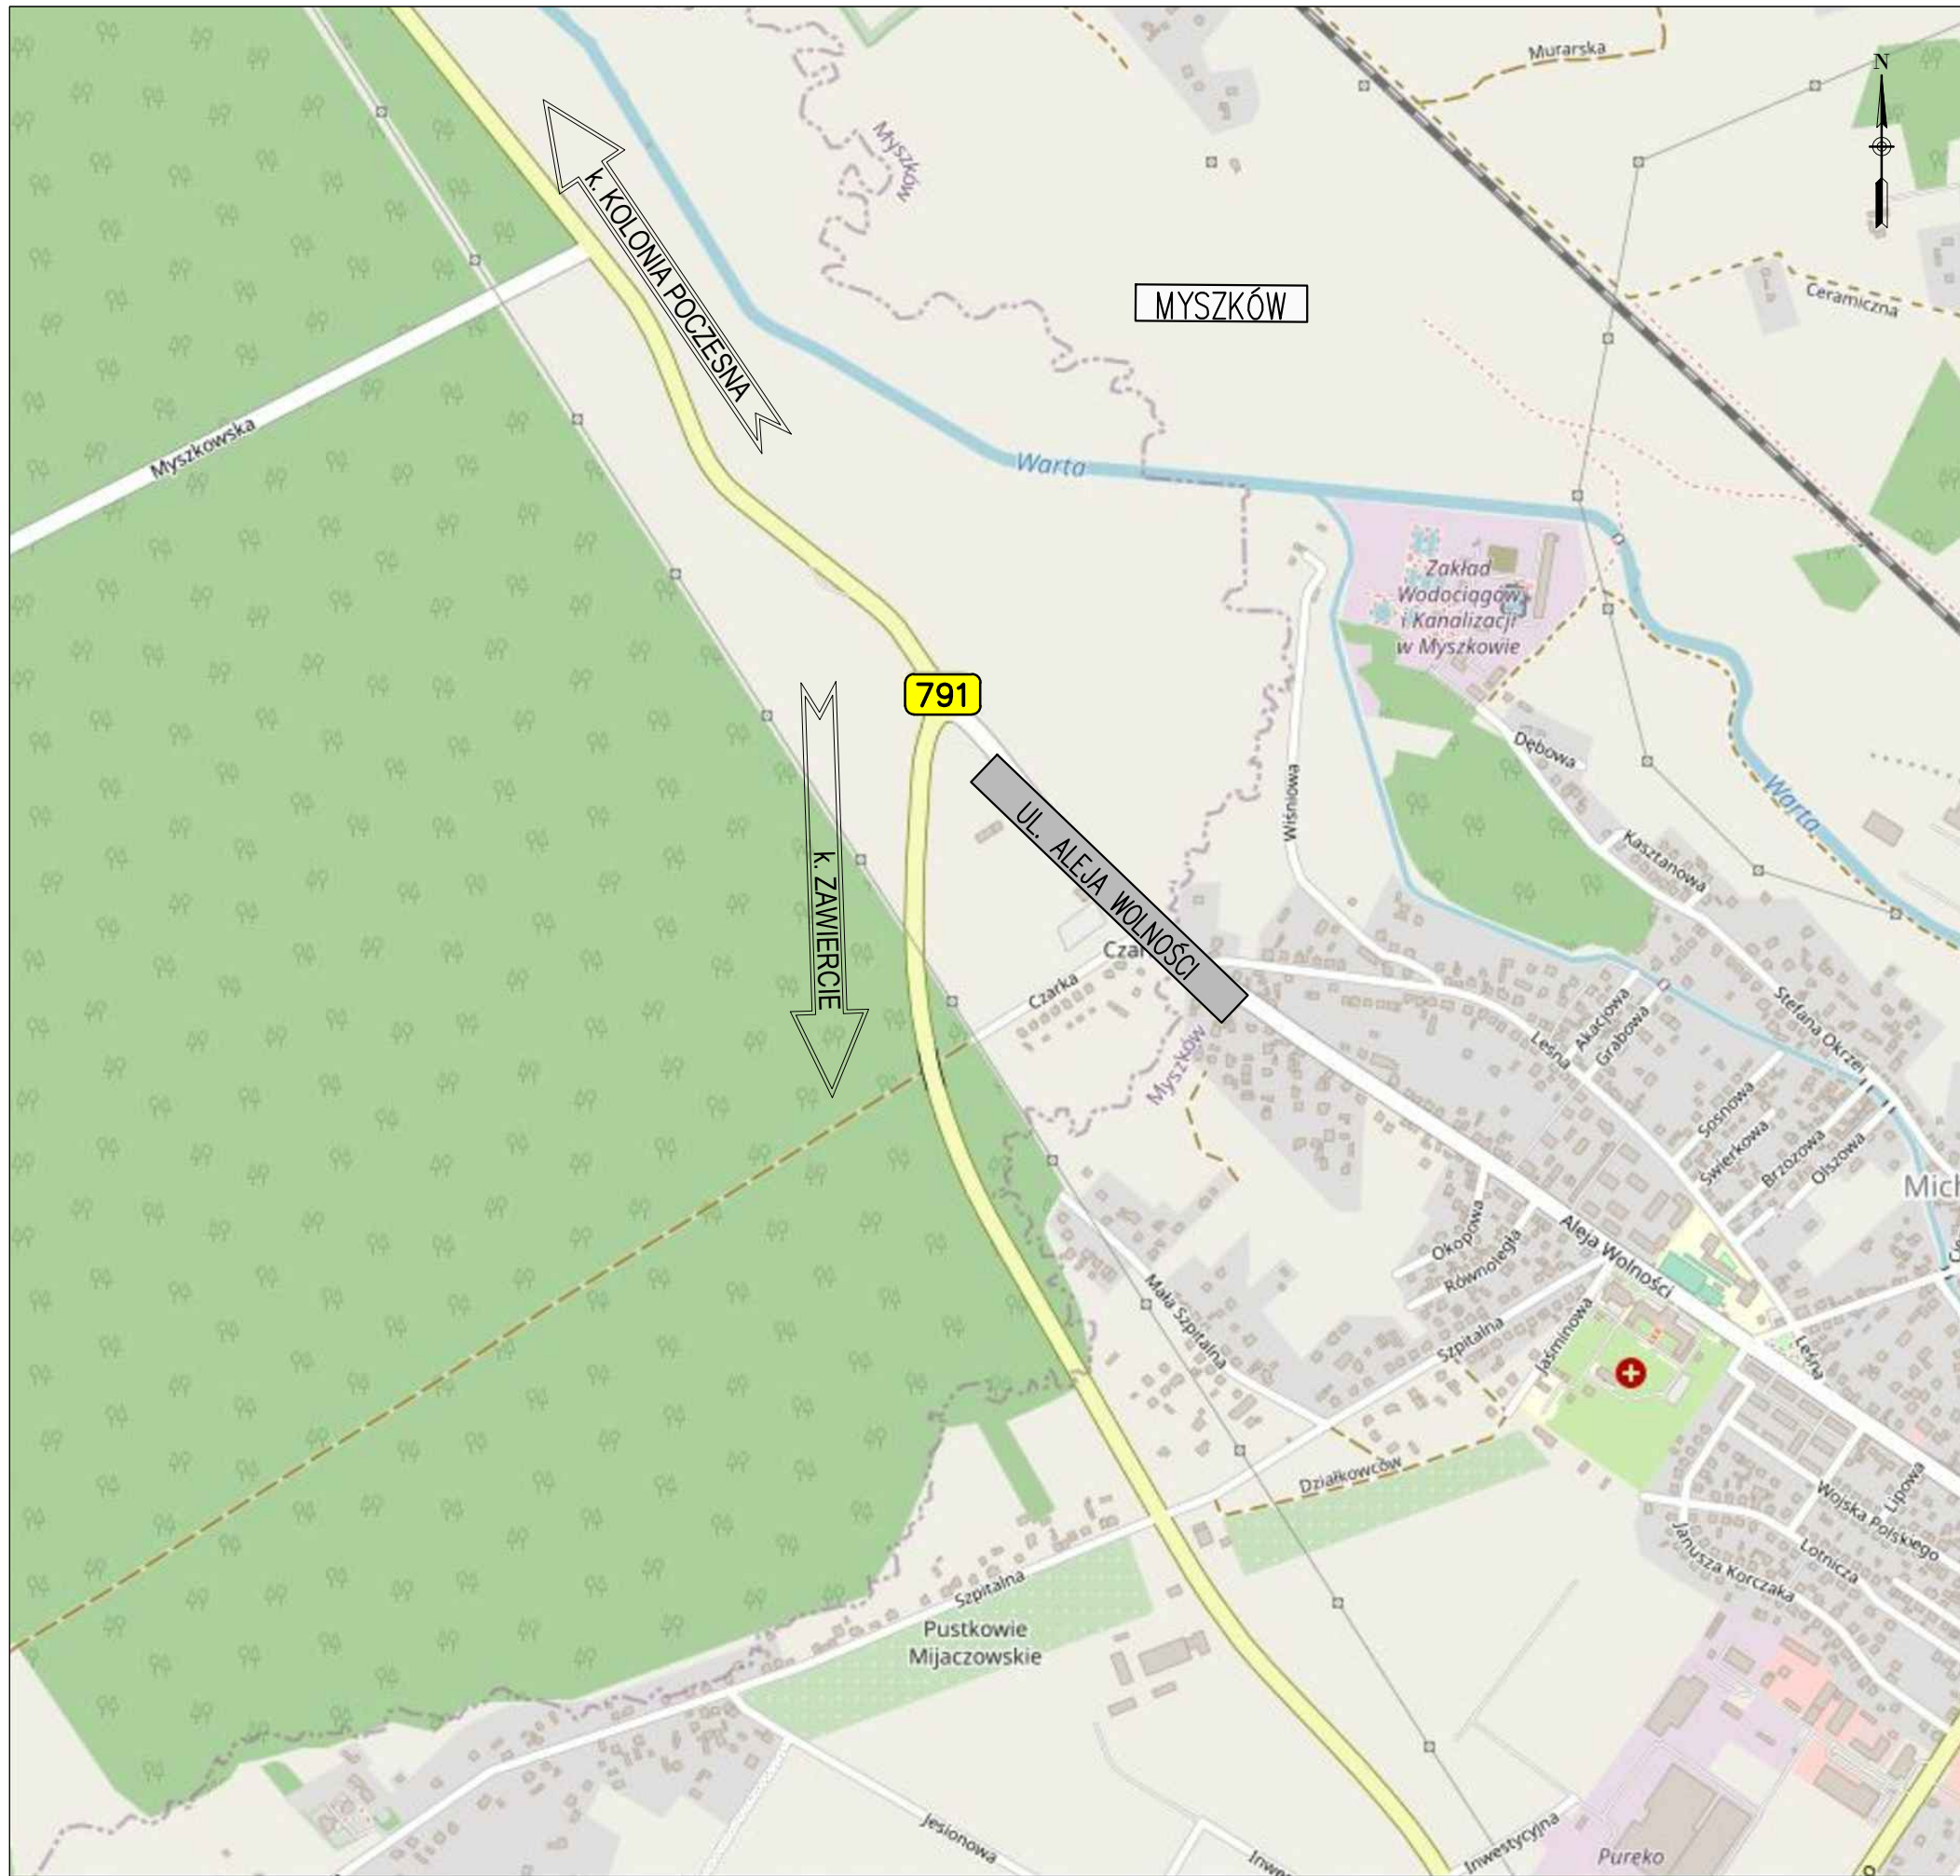 Murarska
N
Myszków
k. KOLONIA POCZESNA
MYSZKÓW
Ceramiczna
Myszkowska
Warta
Zakład
Wodociągów
i Kanalizacji
w Myszkowie
791
Dębowa
Wiśniowa
Warta
UL. ALEJA WOLNOŚCI
Kasztanowa
k. ZAWIERCIE
Czarka
Stefana Okrzei
Akacjowa
Grabowa
Leśna
Myszków
Sosnowa
Świerkowa
Brzozowa
Olszowa
Mich
Okopowa
Równoległa
Aleja Wolności
Mała Szpitalna
Szpitalna
Jaśminowa
Leśna
Działkowców
Wojska Polskiego
Lipowa
Lotnicza
Janusza Korczaka
Szpitalna
Pustkowie
Mijaczowskie
Jesionowa
Inwestycyjna
Pureko